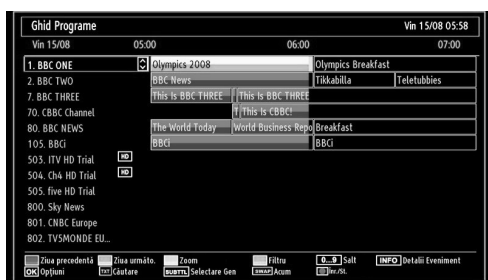 Ghid Programe Vin 15/08 05:58
Vin 15/08 05:00 06:00 07:00
1. BBC ONE Olympics 2008 Olympics Breakfast
2. BBC TWO BBC News Tikkabilla Teletubbies
7. BBC THREE This Is BBC THREE This Is BBC THREE
70. CBBC Channel T This Is CBBC!
80. BBC NEWS The World Today World Business Repo Breakfast
105. BBCi BBCi BBCi
503. ITV HD Trial HD
504. Ch4 HD Trial HD
505. five HD Trial
800. Sky News
801. CNBC Europe
802. TV5MONDE EU...
Ziua precedentă Ziua următo. Zoom Filtru 0...9 Salt INFO Detalii Eveniment
OK Opţiuni TXT Căutare SUBTTL Selectare Gen SWAP Acum Înr./St.